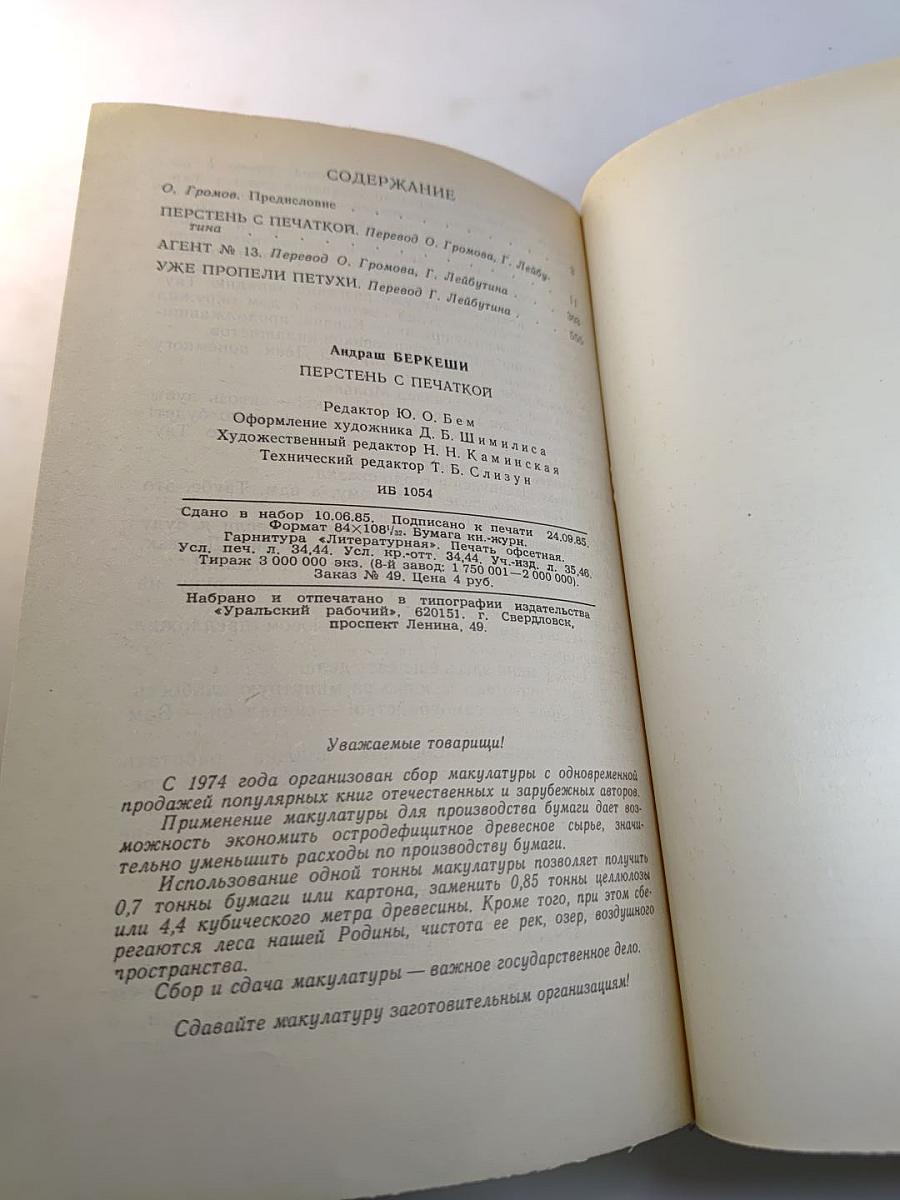 СОДЕРЖАНИЕ
О. Громов. Предисловие . . . . . . . . . 3
ПЕРСТЕНЬ С ПЕЧАТКОЙ. Перевод О. Громова, Г. Лейбу-
тина . . . . . . . . . . . . . 11
АГЕНТ № 13. Перевод О. Громова, Г. Лейбутина . . . 393
УЖЕ ПРОПЕЛИ ПЕТУХИ. Перевод Г. Лейбутина . . . 555
Андраш БЕРКЕШИ
ПЕРСТЕНЬ С ПЕЧАТКОЙ
Редактор Ю. О. Бем
Оформление художника Д. Б. Шимилиса
Художественный редактор Н. Н. Каминская
Технический редактор Т. Б. Слизун
ИБ 1054
Сдано в набор 10.06.85. Подписано к печати 24.09.85.
Формат 84×108¹/₃₂. Бумага кн.-журн.
Гарнитура «Литературная». Печать офсетная.
Усл. печ. л. 34,44. Усл. кр.-отт. 34,44. Уч.-изд. л. 35,46.
Тираж 3 000 000 экз. (8-й завод: 1 750 001—2 000 000).
Заказ № 49. Цена 4 руб.
Набрано и отпечатано в типографии издательства
«Уральский рабочий», 620151. г. Свердловск,
проспект Ленина, 49.
Уважаемые товарищи!
С 1974 года организован сбор макулатуры с одновременной
продажей популярных книг отечественных и зарубежных авторов.
Применение макулатуры для производства бумаги дает воз-
можность экономить остродефицитное древесное сырье, значи-
тельно уменьшить расходы по производству бумаги.
Использование одной тонны макулатуры позволяет получить
0,7 тонны бумаги или картона, заменить 0,85 тонны целлюлозы
или 4,4 кубического метра древесины. Кроме того, при этом сбе-
регаются леса нашей Родины, чистота ее рек, озер, воздушного
пространства.
Сбор и сдача макулатуры — важное государственное дело.
Сдавайте макулатуру заготовительным организациям!